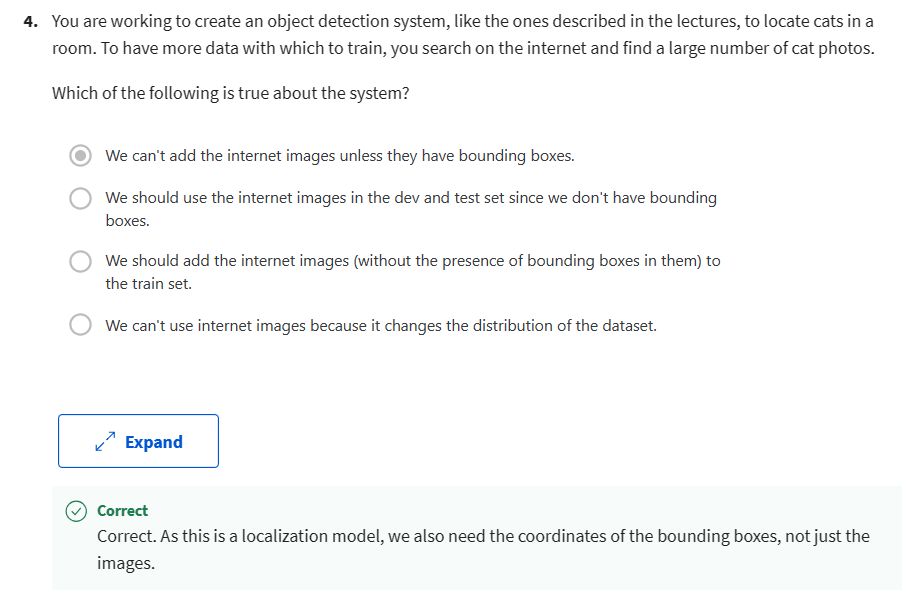 4. You are working to create an object detection system, like the ones described in the lectures, to locate cats in a
room. To have more data with which to train, you search on the internet and find a large number of cat photos.
Which of the following is true about the system?
We can't add the internet images unless they have bounding boxes.
We should use the internet images in the dev and test set since we don't have bounding
boxes.
We should add the internet images (without the presence of bounding boxes in them) to
the train set.
We can't use internet images because it changes the distribution of the dataset.
Expand
Correct
Correct. As this is a localization model, we also need the coordinates of the bounding boxes, not just the
images.